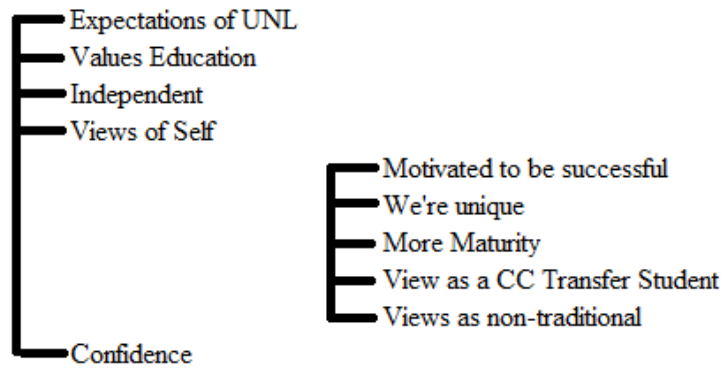 Expectations of UNL
Values Education
Independent
Views of Self
Motivated to be successful
We're unique
More Maturity
View as a CC Transfer Student
Views as non-traditional
Confidence